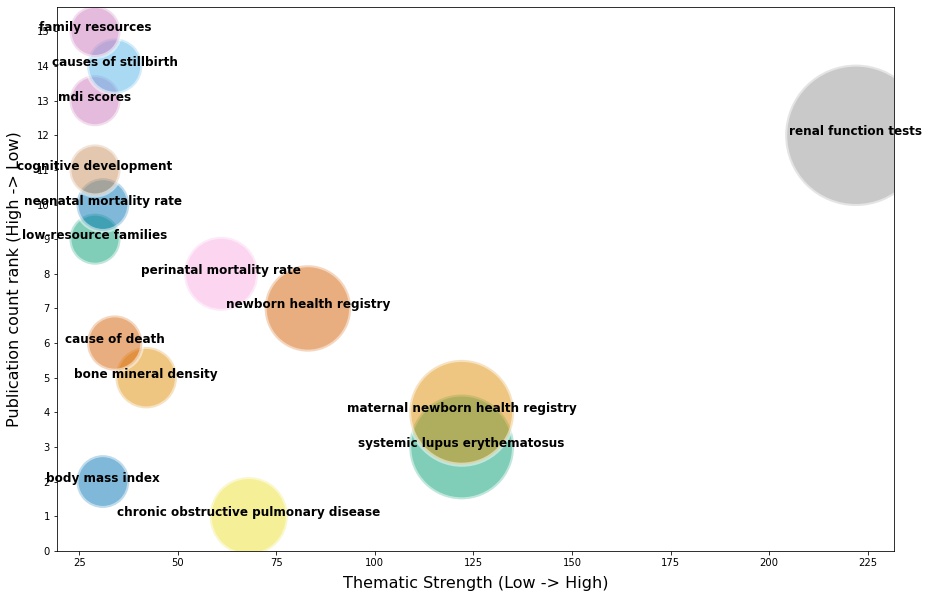 family resources
15
causes of stillbirth
14
mdi scores
13
renal function tests
12
cognitive development
11
neonatal mortality rate
10
low-resource families
9
perinatal mortality rate
8
newborn health registry
7
cause of death
6
bone mineral density
5
maternal newborn health registry
4
systemic lupus erythematosus
3
body mass index
2
chronic obstructive pulmonary disease
1
0
Publication count rank (High -> Low)
25 50 75 100 125 150 175 200 225
Thematic Strength (Low -> High)